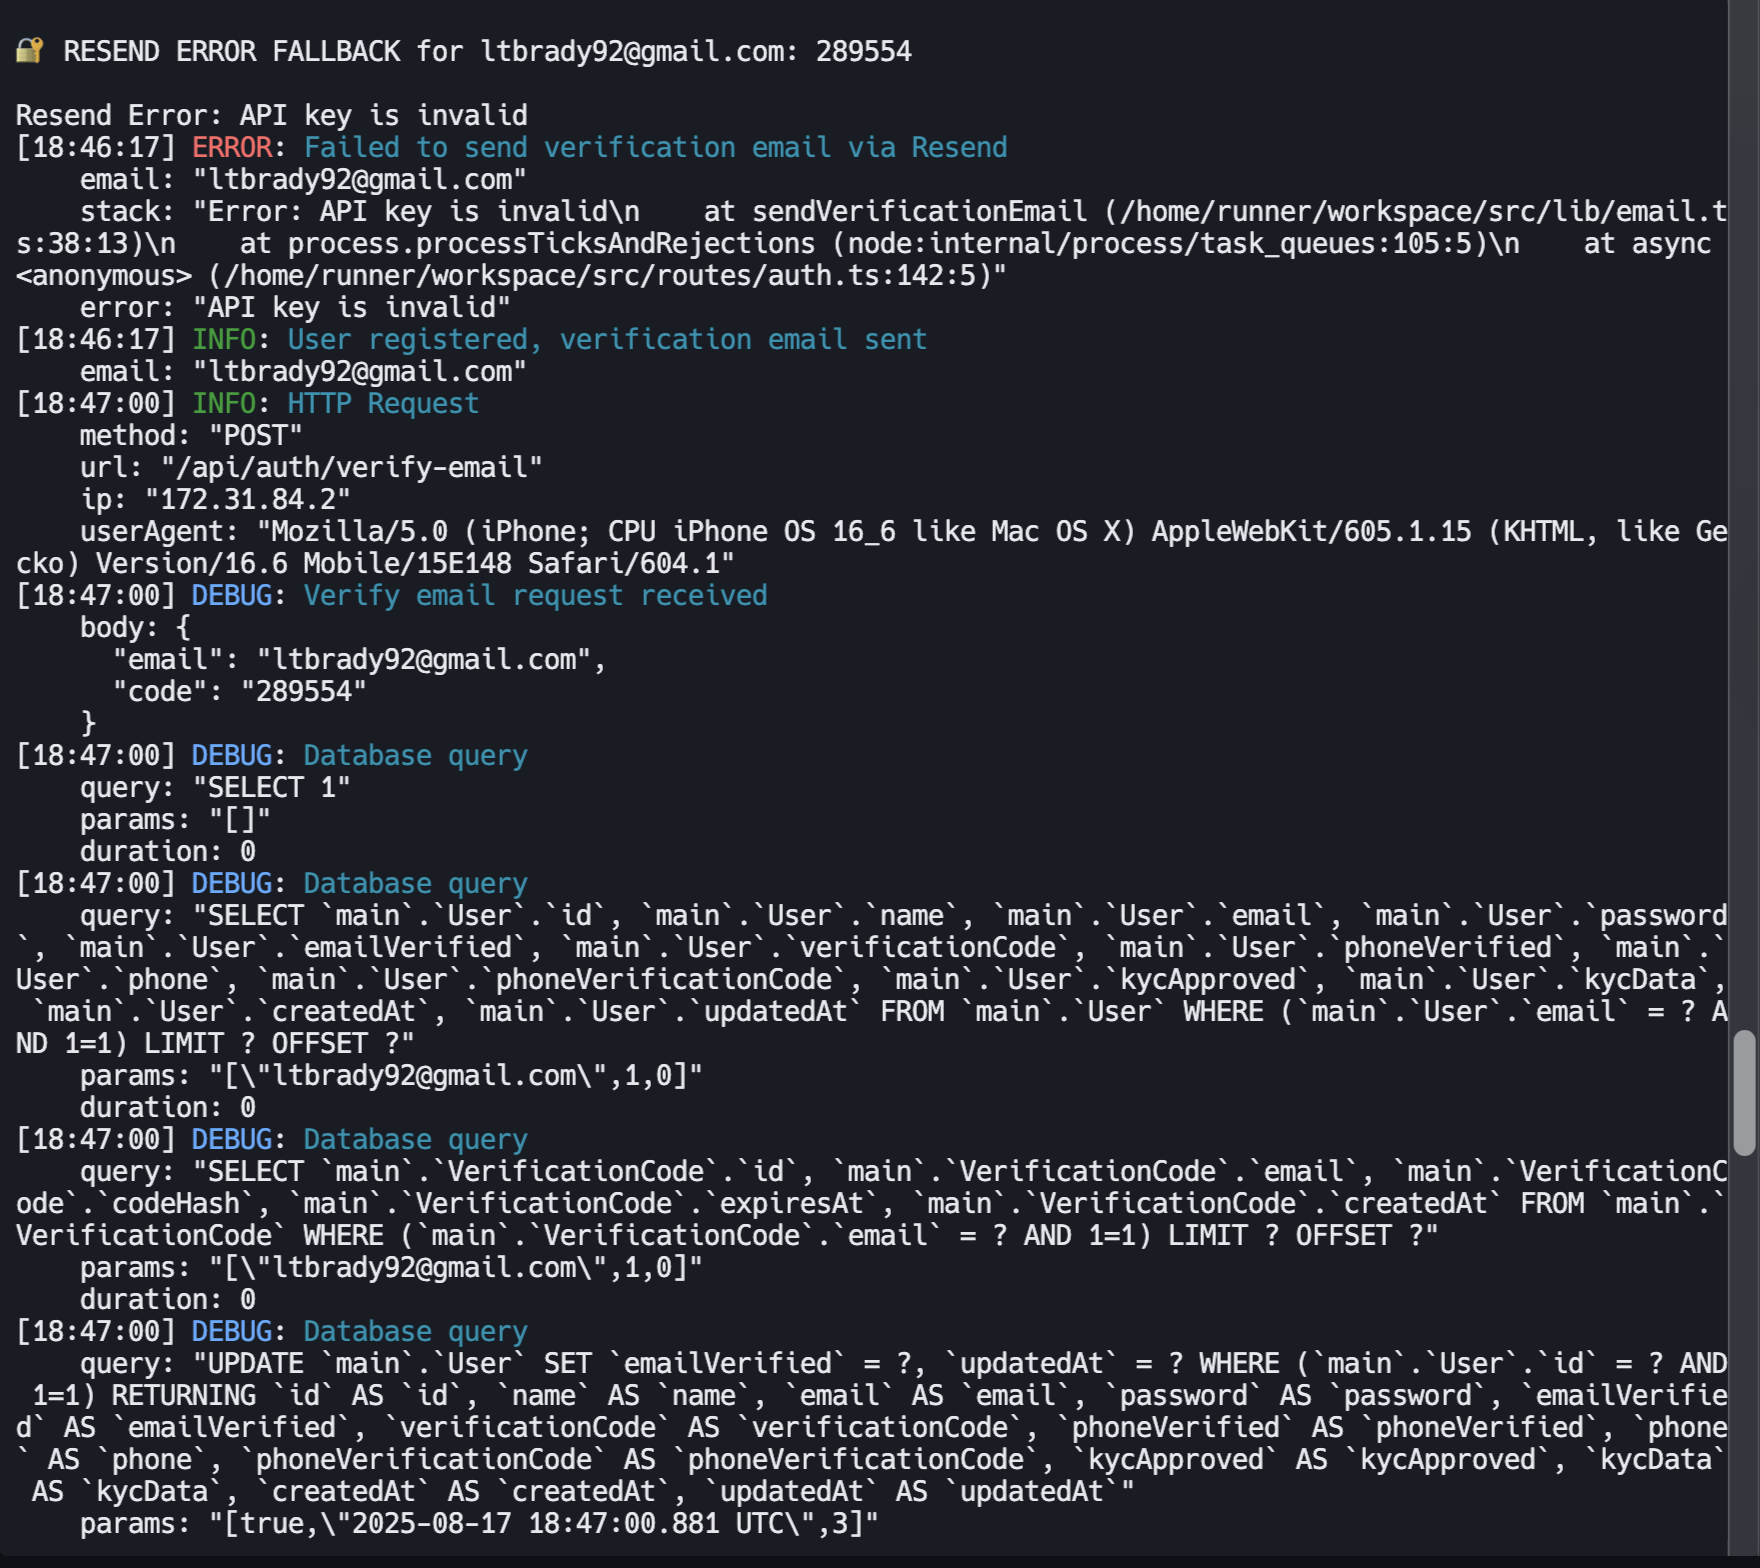 🔐 RESEND ERROR FALLBACK for ltbrady92@gmail.com: 289554
Resend Error: API key is invalid
[18:46:17] ERROR: Failed to send verification email via Resend
    email: "ltbrady92@gmail.com"
    stack: "Error: API key is invalid\n    at sendVerificationEmail (/home/runner/workspace/src/lib/email.t
s:38:13)\n    at process.processTicksAndRejections (node:internal/process/task_queues:105:5)\n    at async
<anonymous> (/home/runner/workspace/src/routes/auth.ts:142:5)"
    error: "API key is invalid"
[18:46:17] INFO: User registered, verification email sent
    email: "ltbrady92@gmail.com"
[18:47:00] INFO: HTTP Request
    method: "POST"
    url: "/api/auth/verify-email"
    ip: "172.31.84.2"
    userAgent: "Mozilla/5.0 (iPhone; CPU iPhone OS 16_6 like Mac OS X) AppleWebKit/605.1.15 (KHTML, like Ge
cko) Version/16.6 Mobile/15E148 Safari/604.1"
[18:47:00] DEBUG: Verify email request received
    body: {
      "email": "ltbrady92@gmail.com",
      "code": "289554"
    }
[18:47:00] DEBUG: Database query
    query: "SELECT 1"
    params: "[]"
    duration: 0
[18:47:00] DEBUG: Database query
    query: "SELECT `main`.`User`.`id`, `main`.`User`.`name`, `main`.`User`.`email`, `main`.`User`.`password
`, `main`.`User`.`emailVerified`, `main`.`User`.`verificationCode`, `main`.`User`.`phoneVerified`, `main`.`
User`.`phone`, `main`.`User`.`phoneVerificationCode`, `main`.`User`.`kycApproved`, `main`.`User`.`kycData`,
 `main`.`User`.`createdAt`, `main`.`User`.`updatedAt` FROM `main`.`User` WHERE (`main`.`User`.`email` = ? A
ND 1=1) LIMIT ? OFFSET ?"
    params: "[\"ltbrady92@gmail.com\",1,0]"
    duration: 0
[18:47:00] DEBUG: Database query
    query: "SELECT `main`.`VerificationCode`.`id`, `main`.`VerificationCode`.`email`, `main`.`VerificationC
ode`.`codeHash`, `main`.`VerificationCode`.`expiresAt`, `main`.`VerificationCode`.`createdAt` FROM `main`.`
VerificationCode` WHERE (`main`.`VerificationCode`.`email` = ? AND 1=1) LIMIT ? OFFSET ?"
    params: "[\"ltbrady92@gmail.com\",1,0]"
    duration: 0
[18:47:00] DEBUG: Database query
    query: "UPDATE `main`.`User` SET `emailVerified` = ?, `updatedAt` = ? WHERE (`main`.`User`.`id` = ? AND
 1=1) RETURNING `id` AS `id`, `name` AS `name`, `email` AS `email`, `password` AS `password`, `emailVerifie
d` AS `emailVerified`, `verificationCode` AS `verificationCode`, `phoneVerified` AS `phoneVerified`, `phone
` AS `phone`, `phoneVerificationCode` AS `phoneVerificationCode`, `kycApproved` AS `kycApproved`, `kycData`
 AS `kycData`, `createdAt` AS `createdAt`, `updatedAt` AS `updatedAt`"
    params: "[true,\"2025-08-17 18:47:00.881 UTC\",3]"